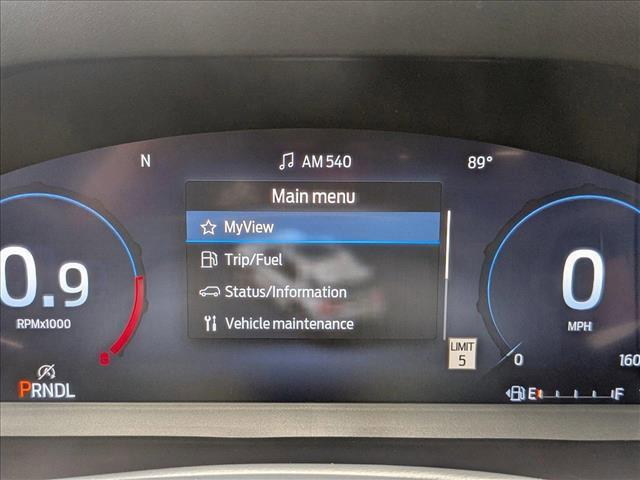 N
AM 540
89°
Main menu
MyView
Trip/Fuel
Status/Information
Vehicle maintenance
0.9
RPMx1000
8
PRNDL
LIMIT
5
0
MPH
0
160
E
F